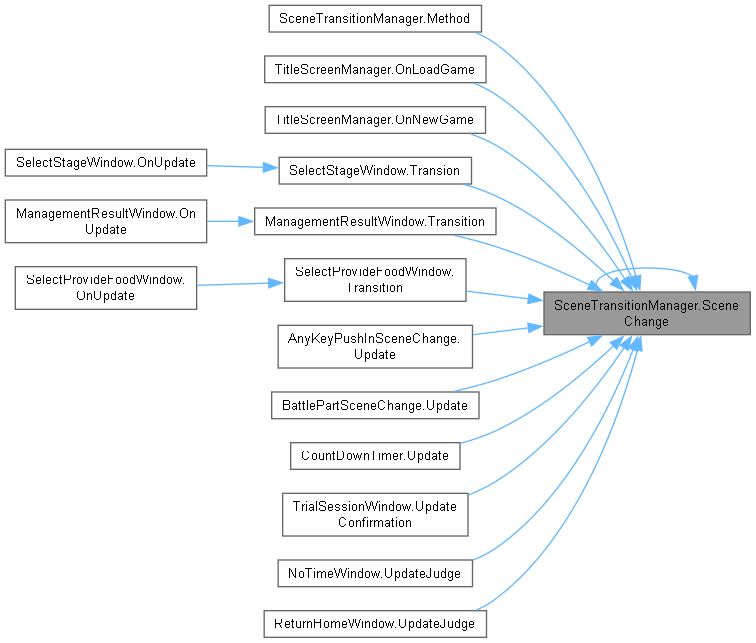 SceneTransitionManager.Method
TitleScreenManager.OnLoadGame
TitleScreenManager.OnNewGame
SelectStageWindow.OnUpdate
SelectStageWindow.Transion
ManagementResultWindow.On
Update
ManagementResultWindow.Transition
SelectProvideFoodWindow.
OnUpdate
SelectProvideFoodWindow.
Transition
SceneTransitionManager.Scene
Change
AnyKeyPushInSceneChange.
Update
BattlePartSceneChange.Update
CountDownTimer.Update
TrialSessionWindow.Update
Confirmation
NoTimeWindow.UpdateJudge
ReturnHomeWindow.UpdateJudge